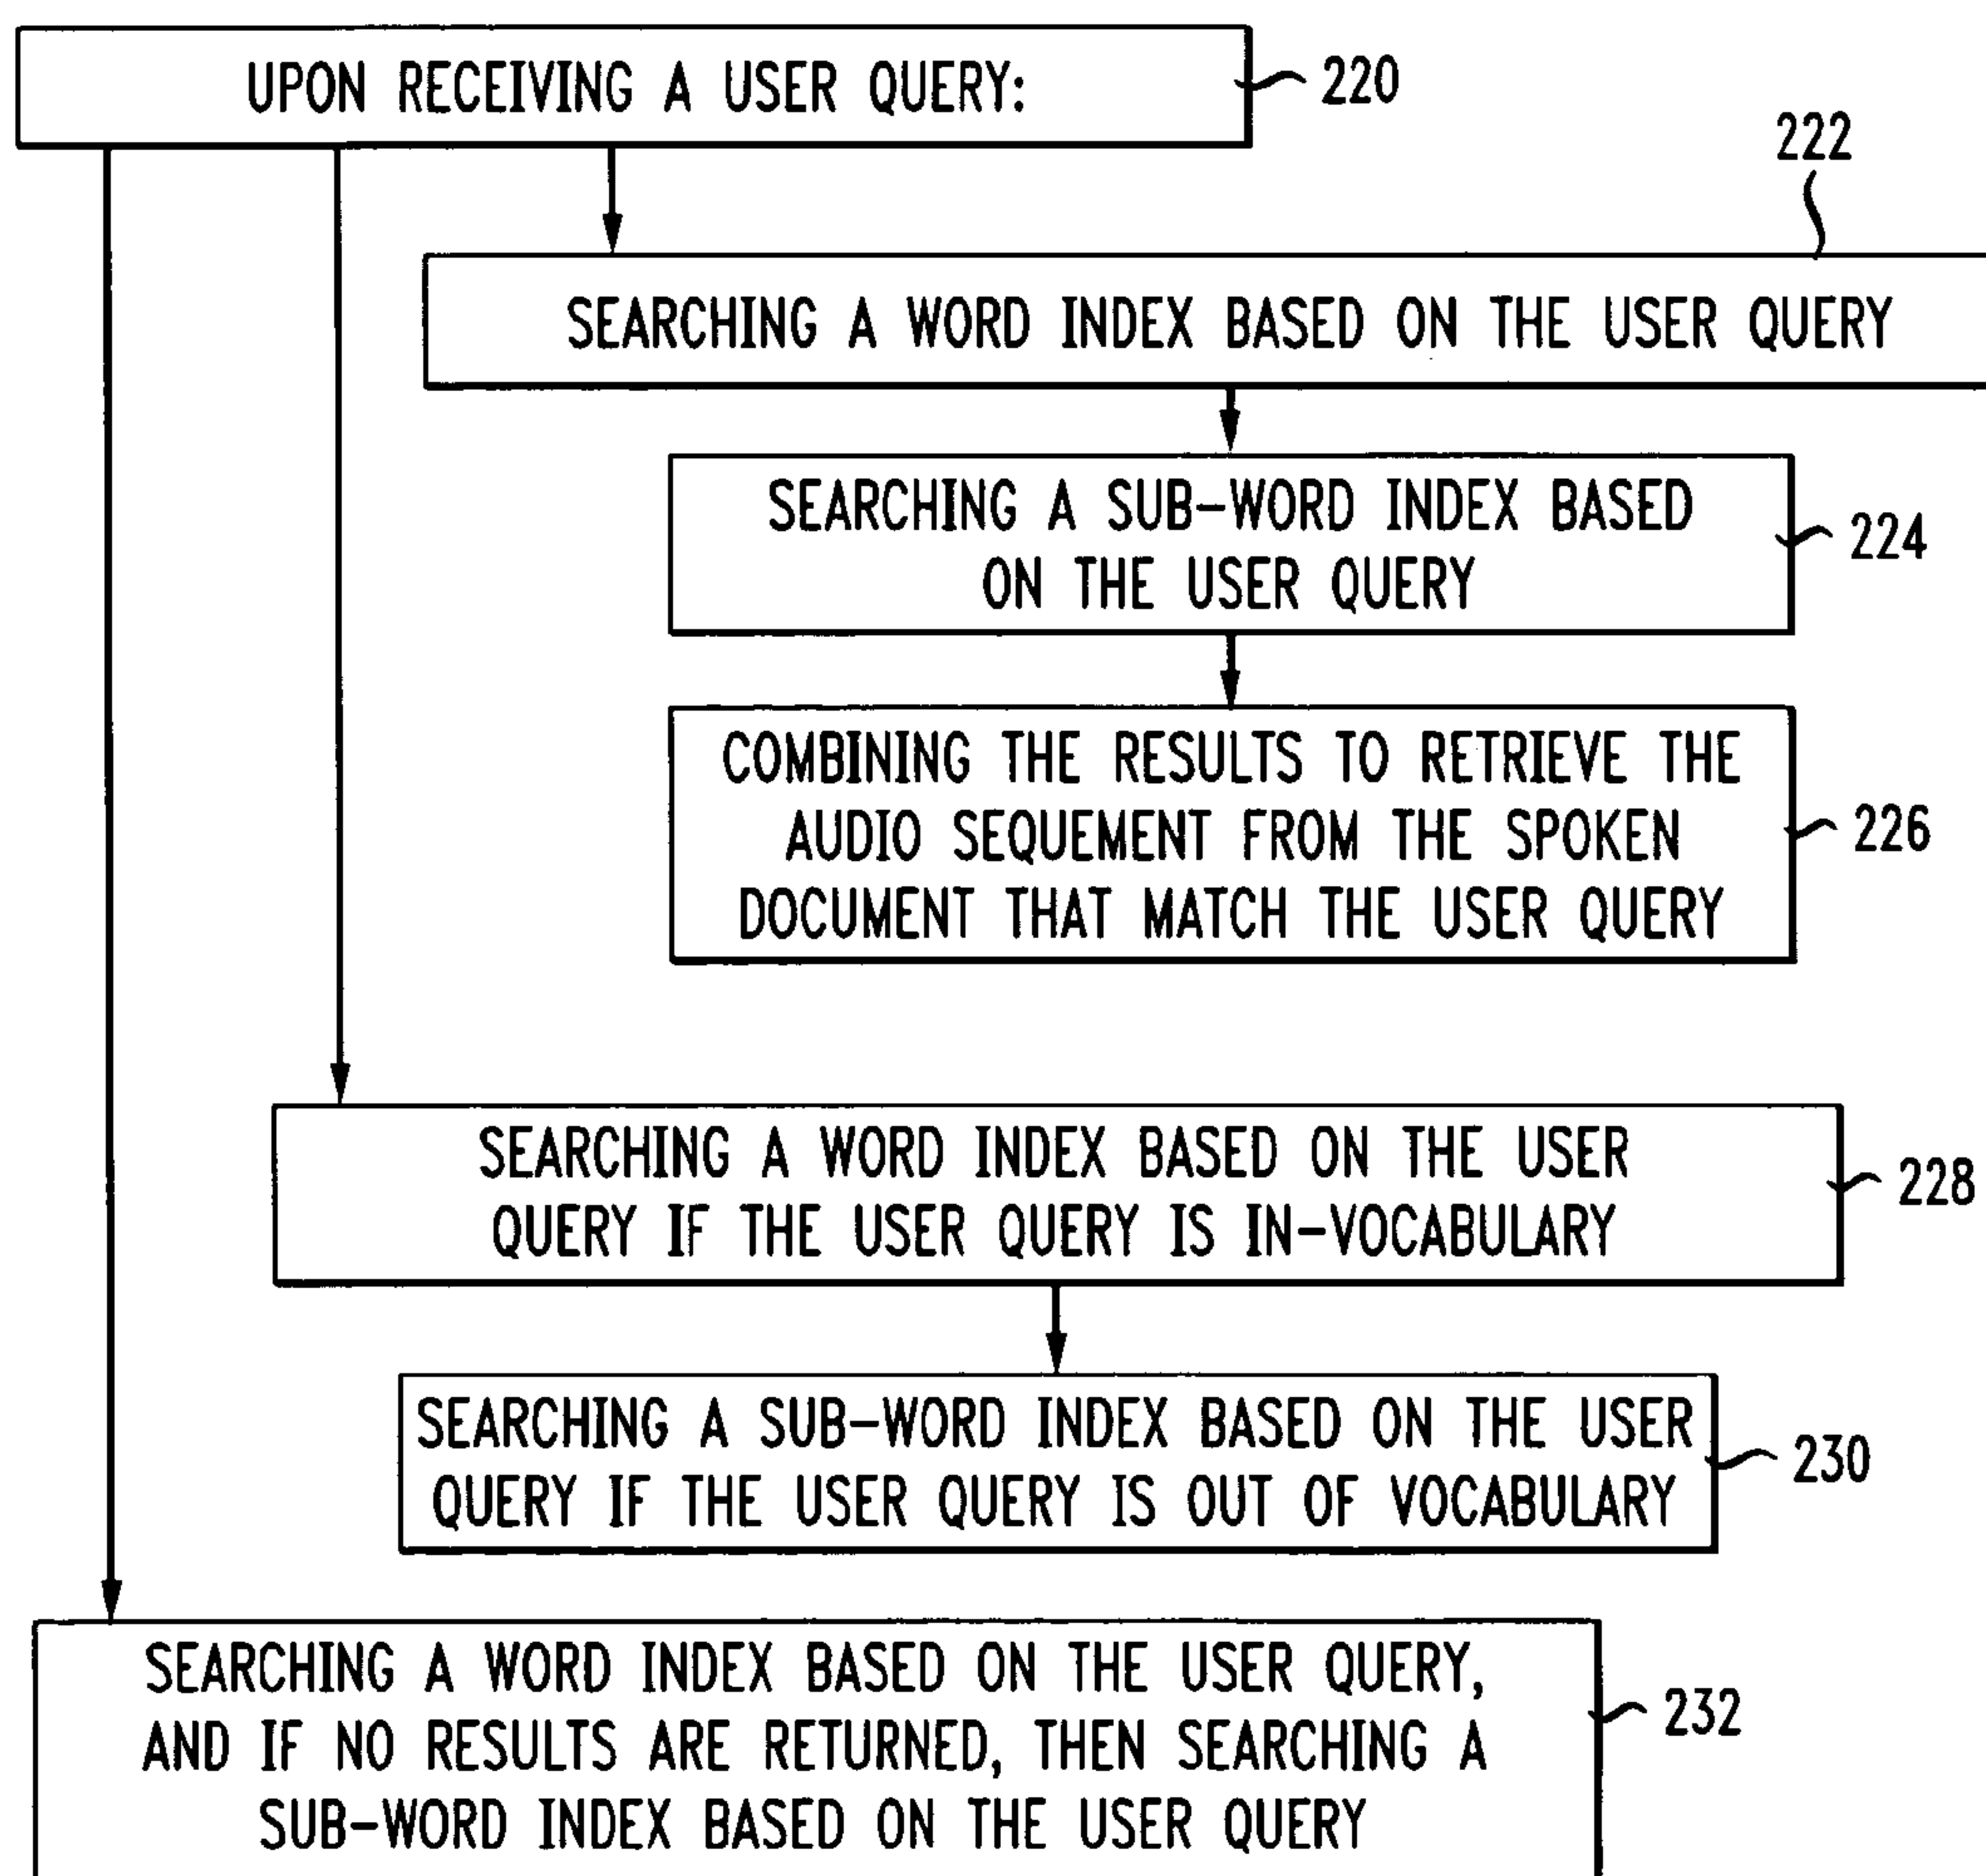 UPON RECEIVING A USER QUERY:
220
222
SEARCHING A WORD INDEX BASED ON THE USER QUERY
SEARCHING A SUB-WORD INDEX BASED
ON THE USER QUERY
224
COMBINING THE RESULTS TO RETRIEVE THE
AUDIO SEQUEMENT FROM THE SPOKEN
DOCUMENT THAT MATCH THE USER QUERY
226
SEARCHING A WORD INDEX BASED ON THE USER
QUERY IF THE USER QUERY IS IN-VOCABULARY
228
SEARCHING A SUB-WORD INDEX BASED ON THE USER
QUERY IF THE USER QUERY IS OUT OF VOCABULARY
230
SEARCHING A WORD INDEX BASED ON THE USER QUERY,
AND IF NO RESULTS ARE RETURNED, THEN SEARCHING A
SUB-WORD INDEX BASED ON THE USER QUERY
232